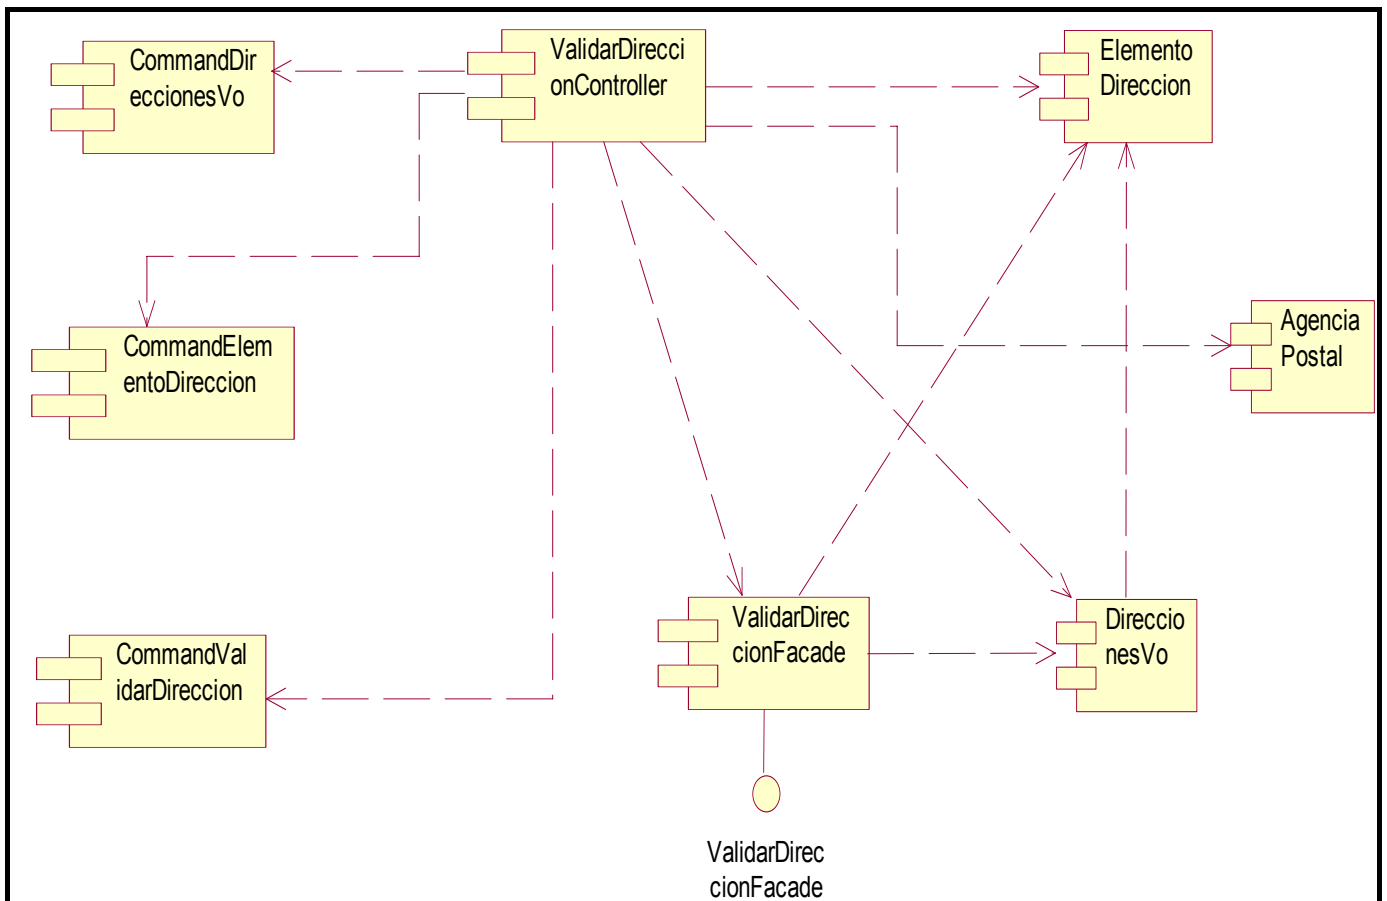 CommandDir
eccionesVo
ValidarDirecci
onController
Elemento
Direccion
CommandElem
entoDireccion
Agencia
Postal
CommandVal
idarDireccion
ValidarDirec
cionFacade
Direccio
nesVo
ValidarDirec
cionFacade